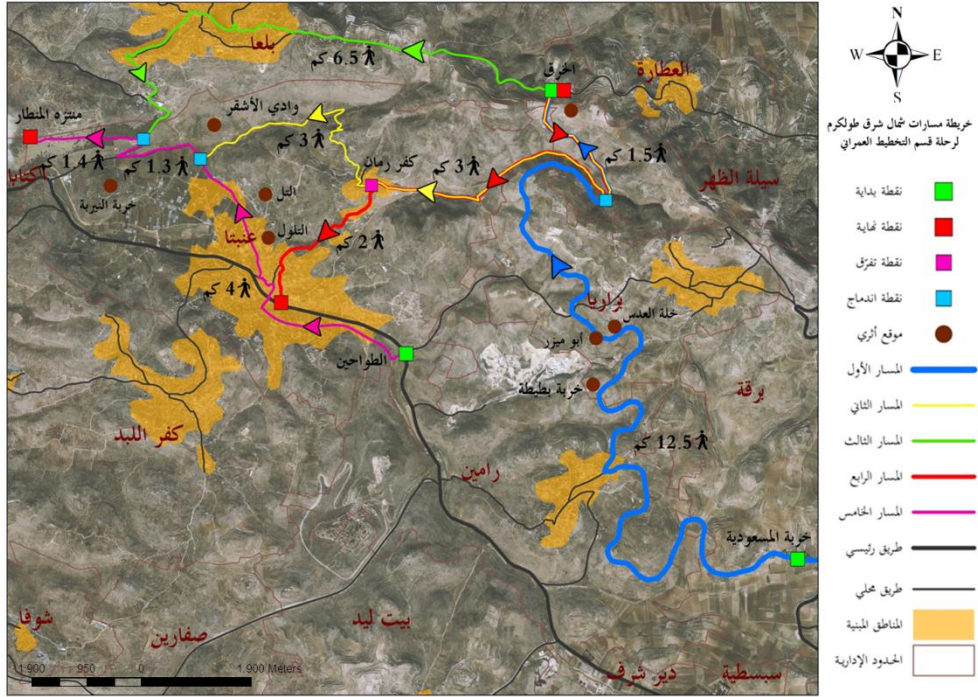 N
W E
S
خريطة مسارات شمال شرق طولكرم
لرحلة قسم التخطيط العمراني
نقطة بداية
نقطة نهاية
نقطة تفرّق
نقطة اندماج
موقع أثري
المسار الأول
المسار الثاني
المسار الثالث
المسار الرابع
المسار الخامس
طريق رئيسي
طريق محلي
المناطق المبنية
الحدود الإدارية
بلعا
6.5 كم
الخرق
العطارة
منتزه المنطار
وادي الأشقر
3 كم
1.5 كم
1.4 كم
1.3 كم
كفر رمان
3 كم
سيلة الظهر
اكتابا
خربة النيربة
التل
عنبتا
التلول
2 كم
4 كم
الطواحين
بزاريا
خلة العدس
أبو ميزر
خربة بطيطة
برقة
كفر اللبد
12.5 كم
رامين
خربة المسعودية
شوفا
صفارين
بيت ليد
دير شرف
سبسطية
1,900 950 0 1,900 Meters